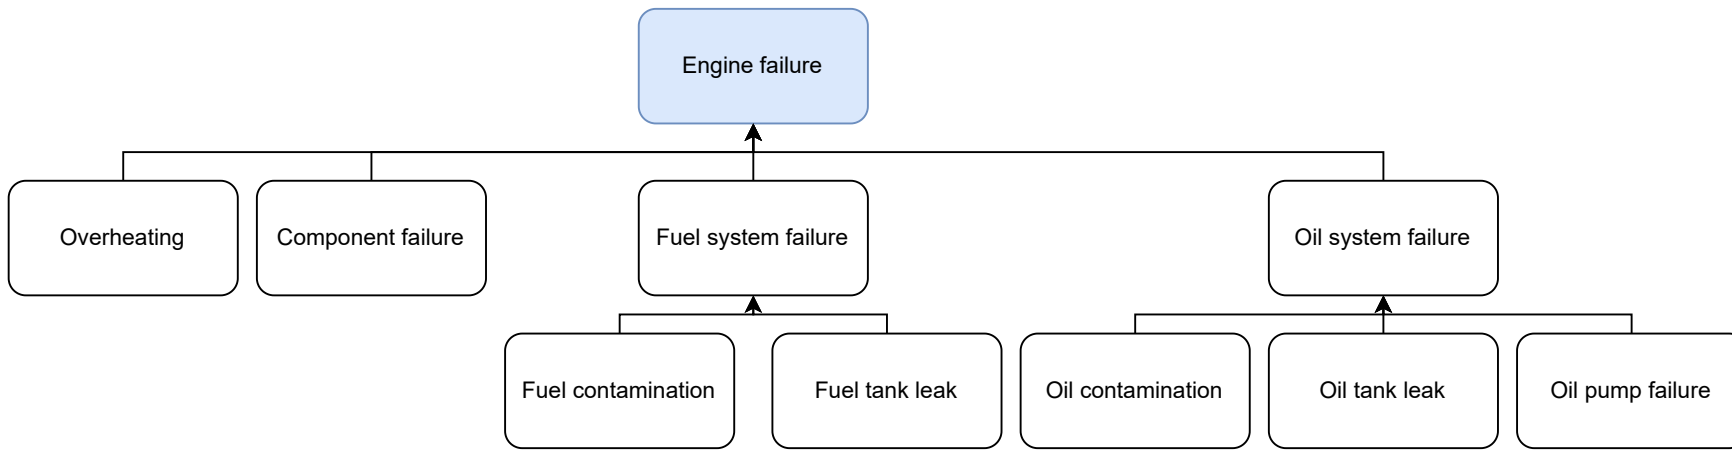 Engine failure
Overheating
Component failure
Fuel system failure
Oil system failure
Fuel contamination
Fuel tank leak
Oil contamination
Oil tank leak
Oil pump failure